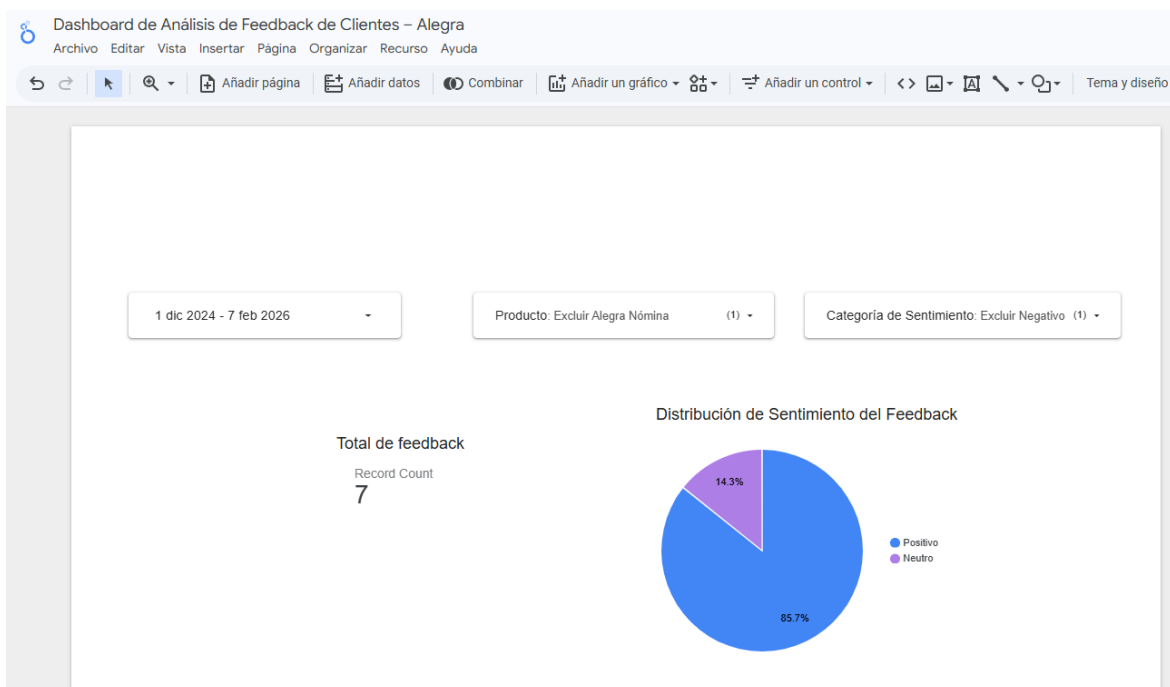 Dashboard de Análisis de Feedback de Clientes – Alegra
Archivo Editar Vista Insertar Página Organizar Recurso Ayuda
Añadir página Añadir datos Combinar Añadir un gráfico Añadir un control Tema y diseño
1 dic 2024 - 7 feb 2026
Producto: Excluir Alegra Nómina (1)
Categoría de Sentimiento: Excluir Negativo (1)
Total de feedback
Record Count
7
Distribución de Sentimiento del Feedback
14.3%
85.7%
Positivo
Neutro